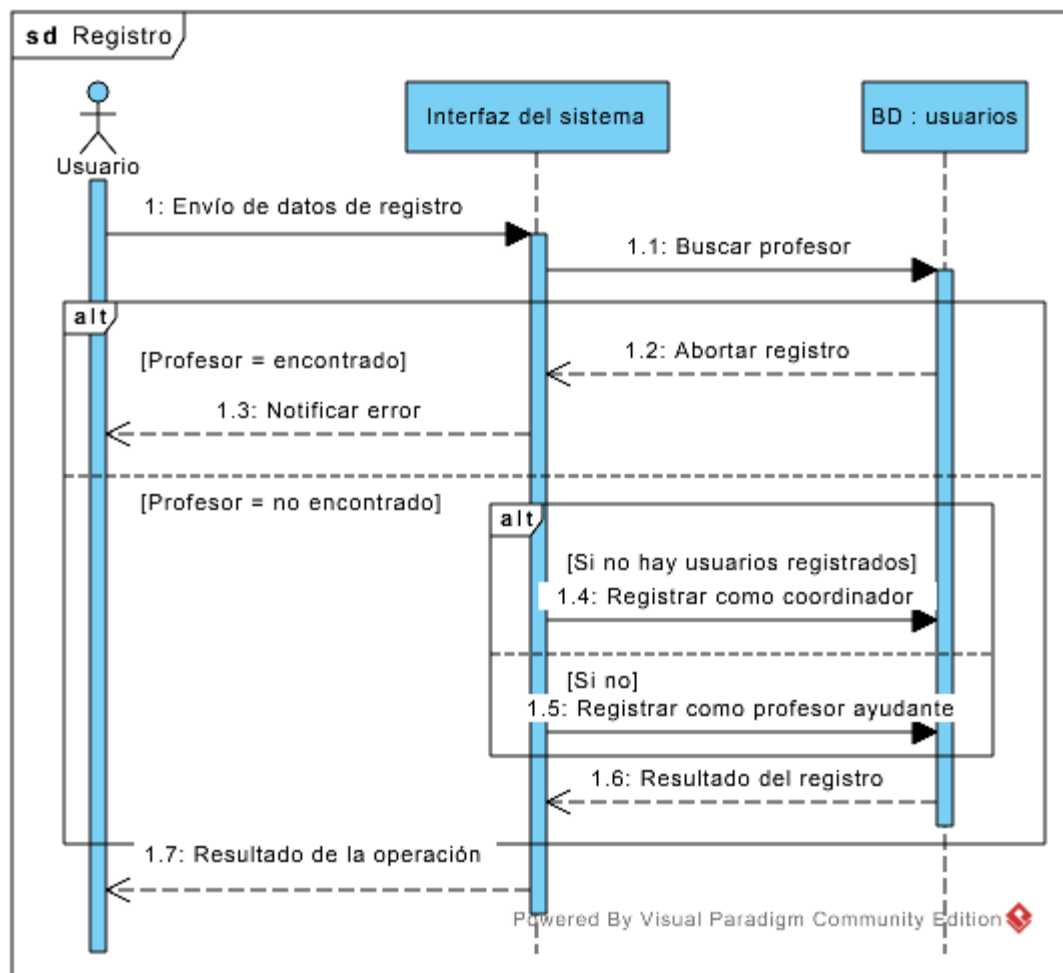 sd Registro
Usuario
Interfaz del sistema
BD : usuarios
1: Envío de datos de registro
1.1: Buscar profesor
alt
[Profesor = encontrado]
1.2: Abortar registro
1.3: Notificar error
[Profesor = no encontrado]
alt
[Si no hay usuarios registrados]
1.4: Registrar como coordinador
[Si no]
1.5: Registrar como profesor ayudante
1.6: Resultado del registro
1.7: Resultado de la operación
Powered By Visual Paradigm Community Edition